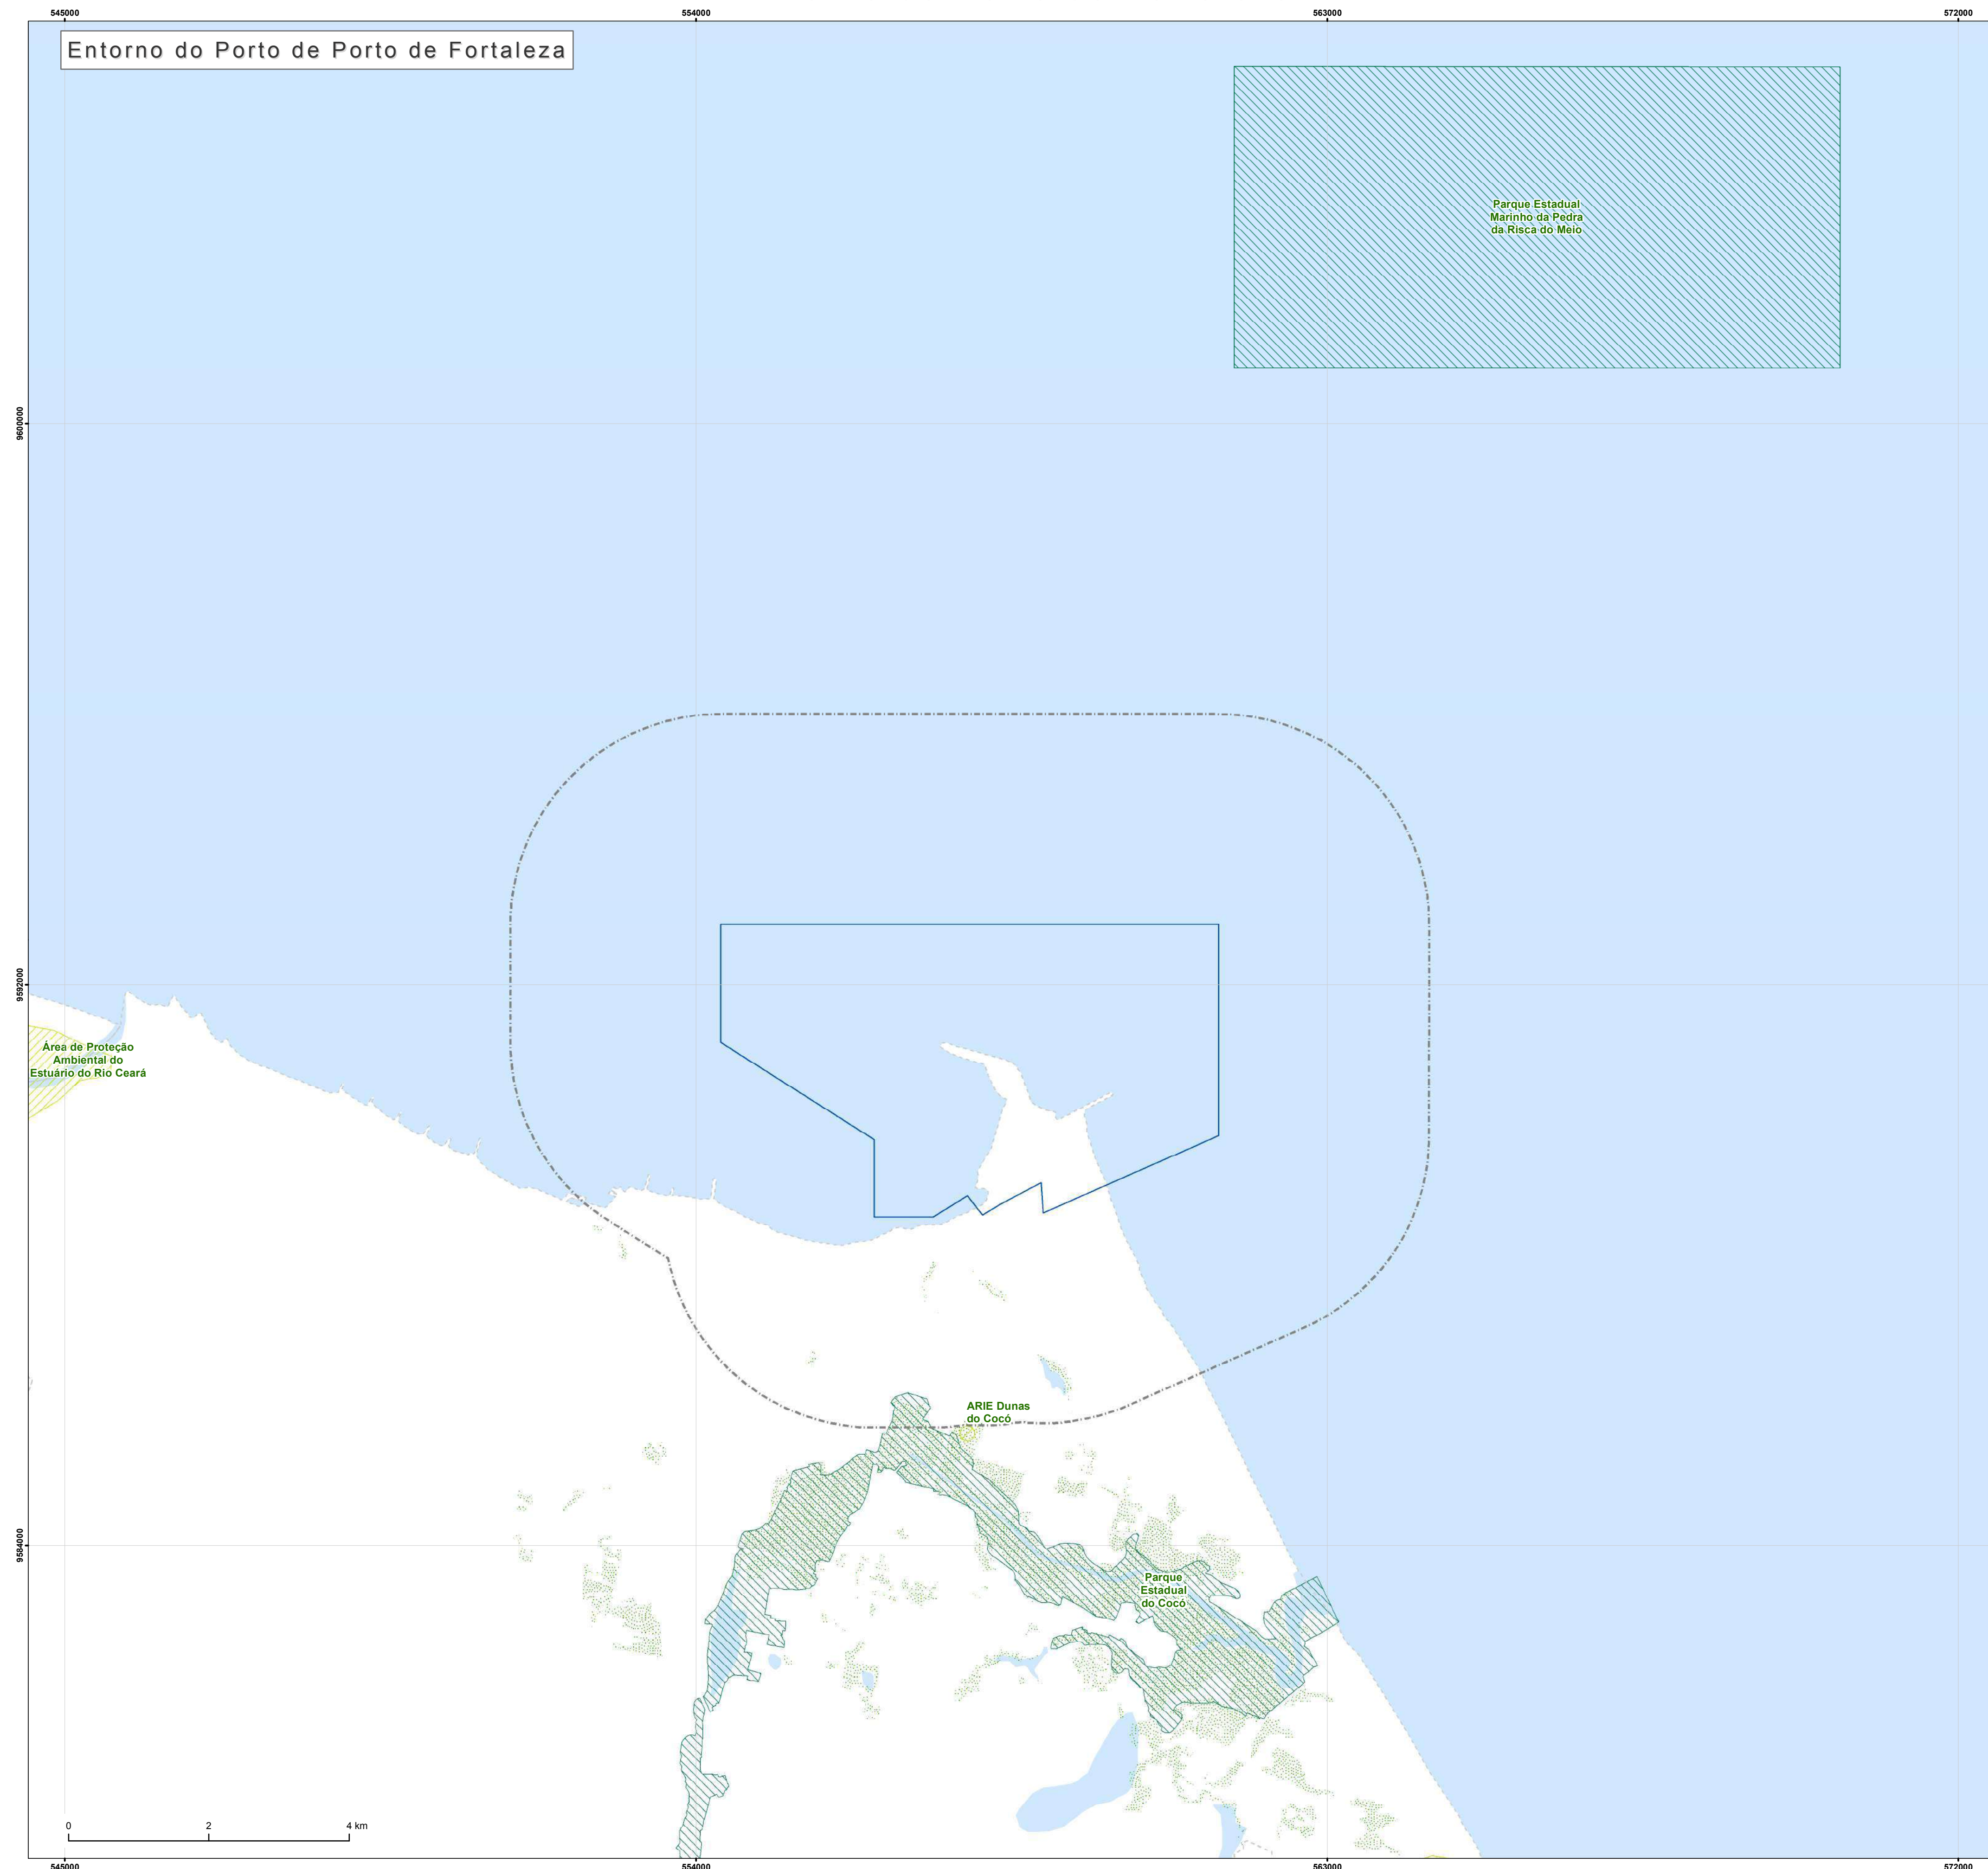 545000
554000
563000
572000
Entorno do Porto de Porto de Fortaleza
Parque Estadual
Marinho da Pedra
da Risca do Meio
9600000
9592000
Área de Proteção
Ambiental do
Estuário do Rio Ceará
ARIE Dunas
do Cocó
9584000
Parque
Estadual
do Cocó
0 2 4 km
545000
554000
563000
572000